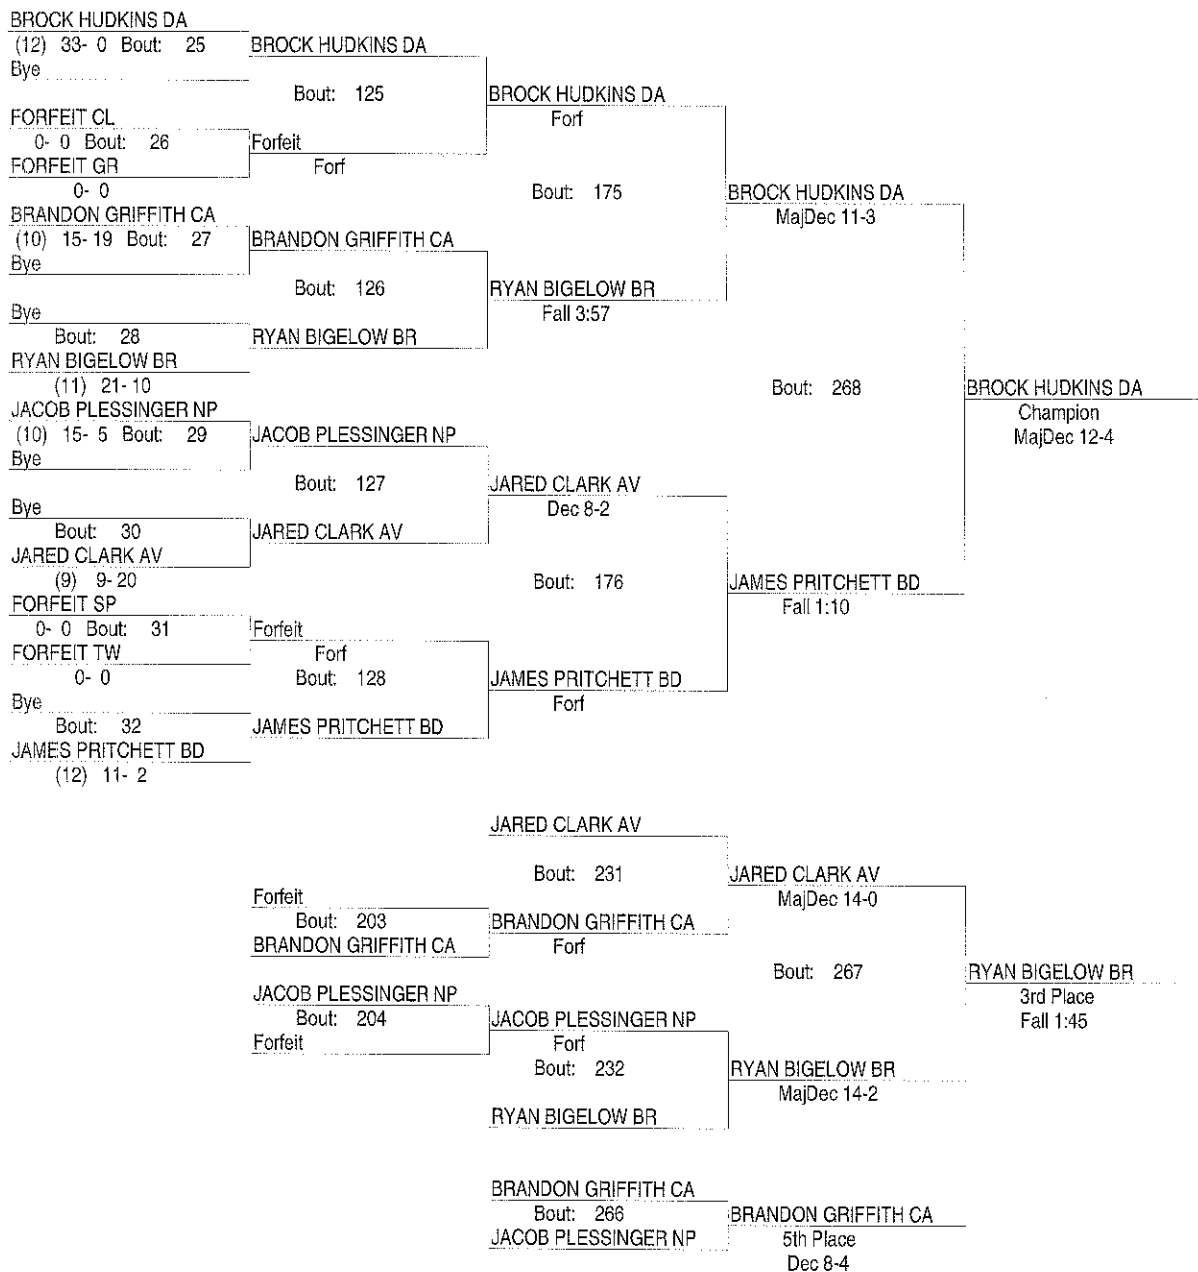 BROCK HUDKINS DA
(12) 33- 0 Bout: 25
BROCK HUDKINS DA
Bye
Bout: 125
BROCK HUDKINS DA
Forf
FORFEIT CL
0- 0 Bout: 26
Forfeit
Forf
FORFEIT GR
0- 0
Bout: 175
BROCK HUDKINS DA
MajDec 11-3
BRANDON GRIFFITH CA
(10) 15- 19 Bout: 27
BRANDON GRIFFITH CA
Bye
Bout: 126
RYAN BIGELOW BR
Fall 3:57
Bye
Bout: 28
RYAN BIGELOW BR
RYAN BIGELOW BR
(11) 21- 10
Bout: 268
BROCK HUDKINS DA
Champion
MajDec 12-4
JACOB PLESSINGER NP
(10) 15- 5 Bout: 29
JACOB PLESSINGER NP
Bye
Bout: 127
JARED CLARK AV
Dec 8-2
Bye
Bout: 30
JARED CLARK AV
JARED CLARK AV
(9) 9- 20
Bout: 176
JAMES PRITCHETT BD
Fall 1:10
FORFEIT SP
0- 0 Bout: 31
Forfeit
Forf
FORFEIT TW
0- 0
Bout: 128
JAMES PRITCHETT BD
Forf
Bye
Bout: 32
JAMES PRITCHETT BD
JAMES PRITCHETT BD
(12) 11- 2
JARED CLARK AV
Bout: 231
JARED CLARK AV
MajDec 14-0
Forfeit
Bout: 203
BRANDON GRIFFITH CA
Forf
BRANDON GRIFFITH CA
Bout: 267
RYAN BIGELOW BR
3rd Place
Fall 1:45
JACOB PLESSINGER NP
Bout: 204
JACOB PLESSINGER NP
Forf
Forfeit
Bout: 232
RYAN BIGELOW BR
MajDec 14-2
RYAN BIGELOW BR
BRANDON GRIFFITH CA
Bout: 266
BRANDON GRIFFITH CA
5th Place
Dec 8-4
JACOB PLESSINGER NP